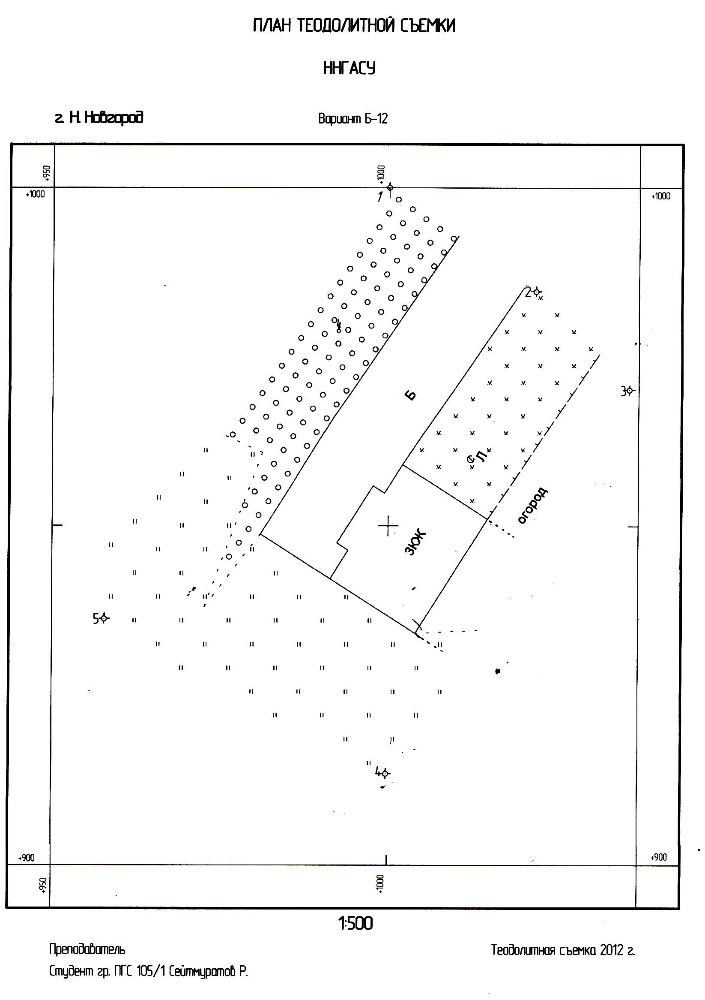 ПЛАН ТЕОДОЛИТНОЙ СЪЕМКИ
ННГАСУ
г. Н. Новгород
Вариант Б-12
+950
+1000
+1000
+1000
1
2
3
Б
Л
огород
ЗКЖ
5
4
+900
+900
+950
+1000
1:500
Преподаватель
Теодолитная съемка 2012 г.
Студент гр. ПГС 105/1 Сейтмуратов Р.